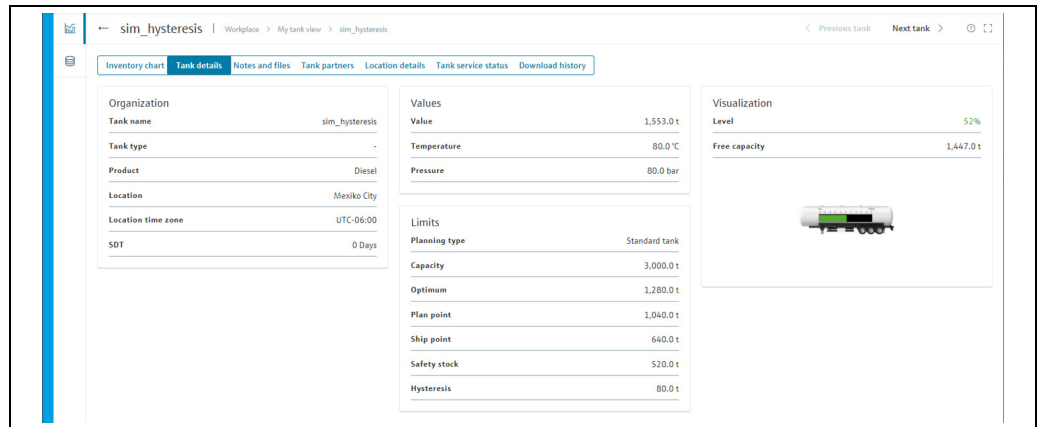 ← sim_hysteresis | Workplace > My tank view > sim_hysteresis < Previous tank Next tank >
Inventory chart Tank details Notes and files Tank partners Location details Tank service status Download history
Organization
Tank name sim_hysteresis
Tank type -
Product Diesel
Location Mexiko City
Location time zone UTC-06:00
SDT 0 Days
Values
Value 1,553.0 t
Temperature 80.0 °C
Pressure 80.0 bar
Limits
Planning type Standard tank
Capacity 3,000.0 t
Optimum 1,280.0 t
Plan point 1,040.0 t
Ship point 640.0 t
Safety stock 520.0 t
Hysteresis 80.0 t
Visualization
Level 52%
Free capacity 1,447.0 t